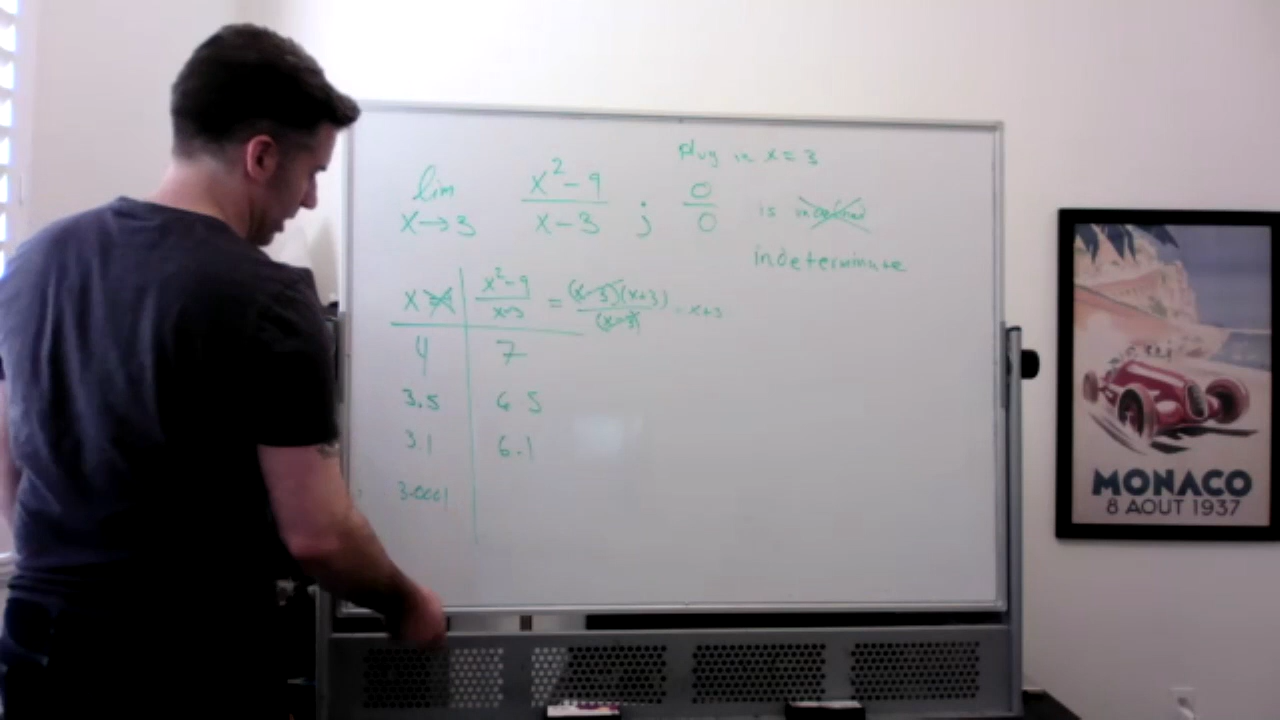 plug in x = 3
lim x→3 x²-9 / x-3 ; 0/0 is
indeterminate
x x²-9 / x-3 = (x-3)(x+3) / (x-3) = x+3
4 7
3.5 6.5
3.1 6.1
3.0001
MONACO
8 AOUT 1937